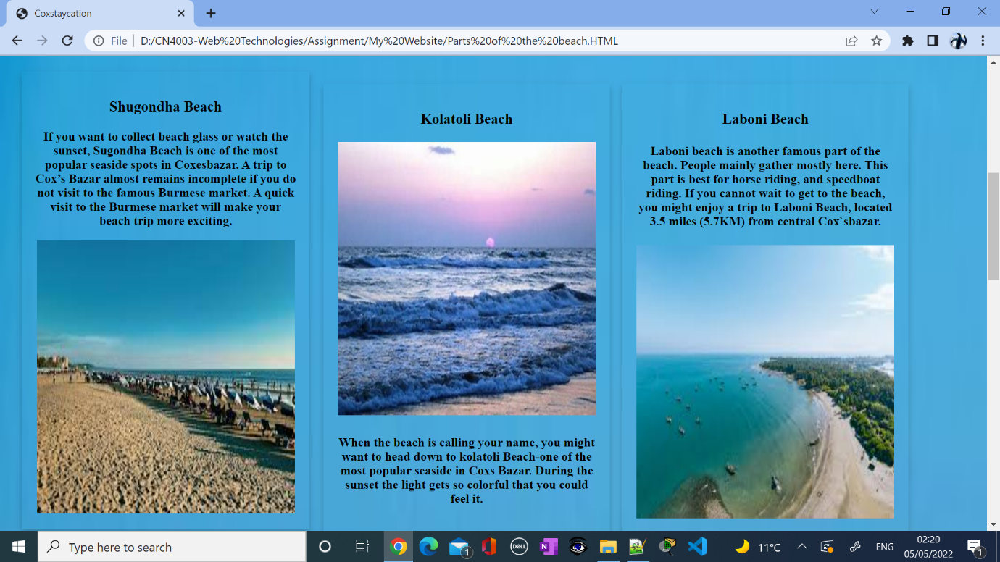 Coxstaycation
File
D:/CN4003-Web%20Technologies/Assignment/My%20Website/Parts%20of%20the%20beach.HTML
Shugondha Beach
If you want to collect beach glass or watch the
sunset, Sugondha Beach is one of the most
popular seaside spots in Coxesbazar. A trip to
Cox’s Bazar almost remains incomplete if you do
not visit to the famous Burmese market. A quick
visit to the Burmese market will make your
beach trip more exciting.
Kolatoli Beach
When the beach is calling your name, you might
want to head down to kolatoli Beach-one of the
most popular seaside in Coxs Bazar. During the
sunset the light gets so colorful that you could
feel it.
Laboni Beach
Laboni beach is another famous part of the
beach. People mainly gather mostly here. This
part is best for horse riding, and speedboat
riding. If you cannot wait to get to the beach,
you might enjoy a trip to Laboni Beach, located
3.5 miles (5.7KM) from central Cox`sbazar.
Type here to search
1
DELL
N
11°C
ENG
02:20
05/05/2022
1